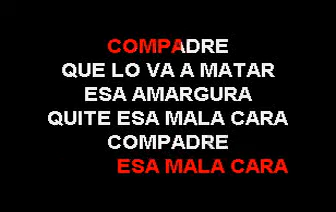 COMPADRE
QUE LO VA A MATAR
ESA AMARGURA
QUITE ESA MALA CARA
COMPADRE
ESA MALA CARA